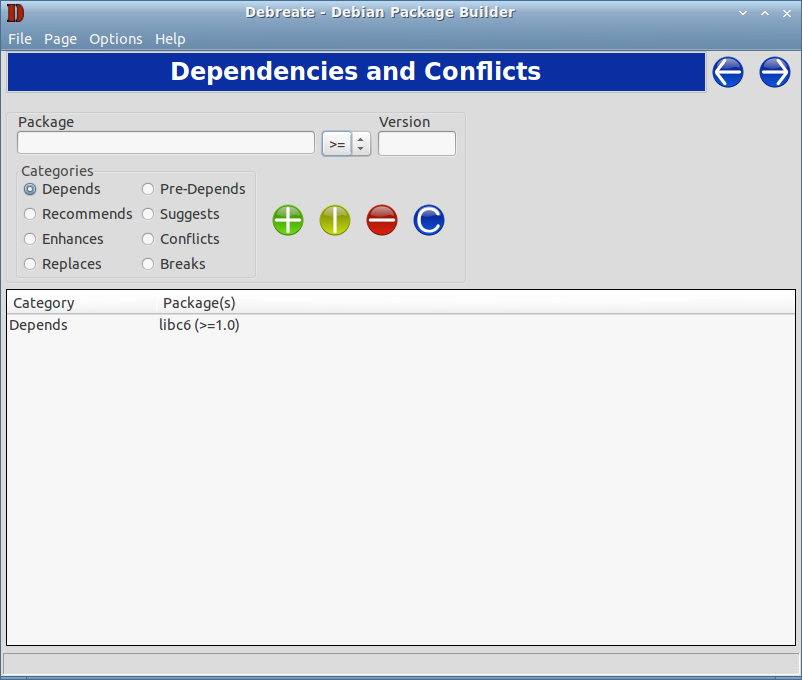 Debreate - Debian Package Builder
File Page Options Help
Dependencies and Conflicts
Package
Version
>=
Categories
Depends Pre-Depends
Recommends Suggests
Enhances Conflicts
Replaces Breaks
Category Package(s)
Depends libc6 (>=1.0)